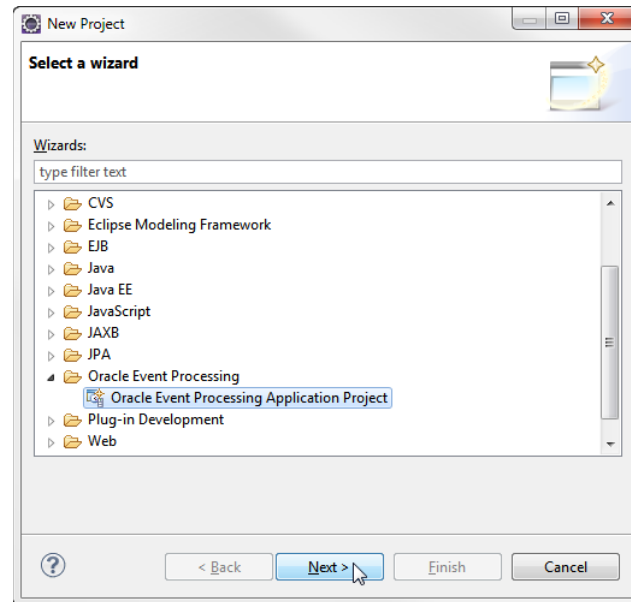 New Project
Select a wizard
Wizards:
type filter text
CVS
Eclipse Modeling Framework
EJB
Java
Java EE
JavaScript
JAXB
JPA
Oracle Event Processing
Oracle Event Processing Application Project
Plug-in Development
Web
< Back Next > Finish Cancel